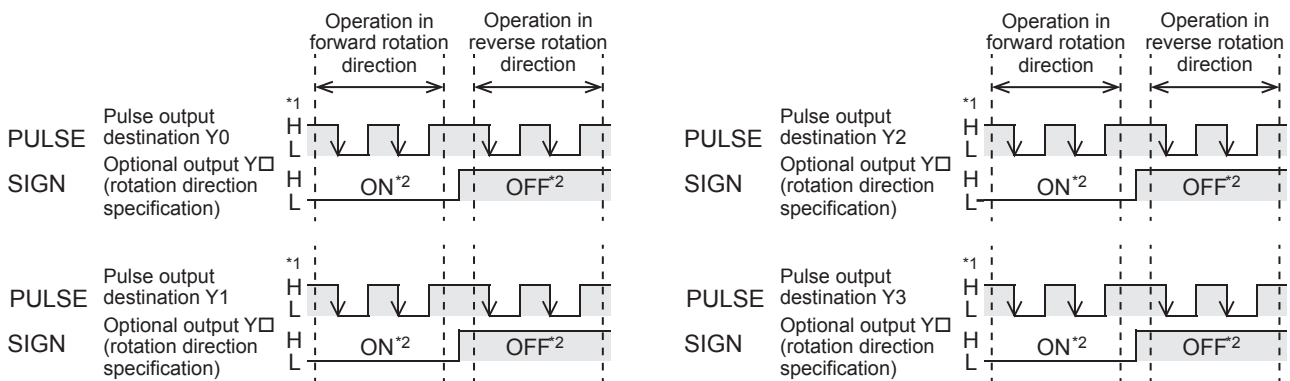 Operation in
forward rotation
direction
Operation in
reverse rotation
direction
PULSE
Pulse output
destination Y0
*1
H
L
SIGN
Optional output Y□
(rotation direction
specification)
H
L
ON*2
OFF*2
PULSE
Pulse output
destination Y1
*1
H
L
SIGN
Optional output Y□
(rotation direction
specification)
H
L
ON*2
OFF*2
Operation in
forward rotation
direction
Operation in
reverse rotation
direction
PULSE
Pulse output
destination Y2
*1
H
L
SIGN
Optional output Y□
(rotation direction
specification)
H
L
ON*2
OFF*2
PULSE
Pulse output
destination Y3
*1
H
L
SIGN
Optional output Y□
(rotation direction
specification)
H
L
ON*2
OFF*2